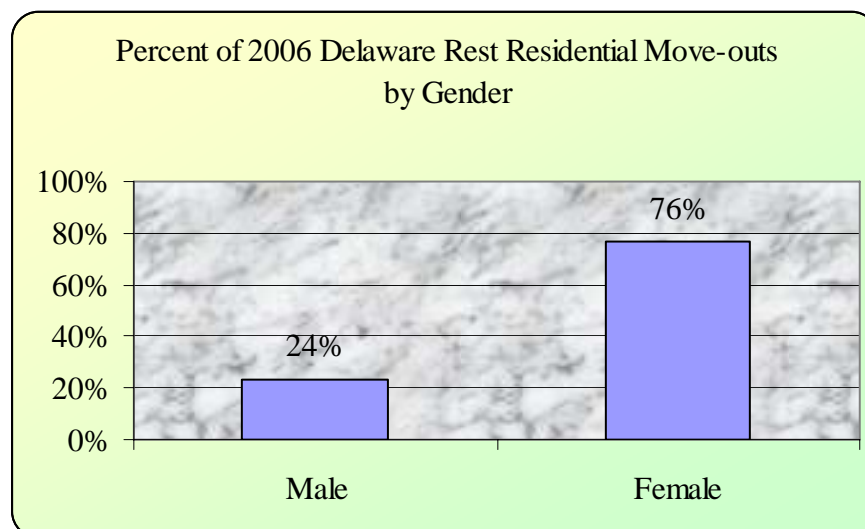 Percent of 2006 Delaware Rest Residential Move-outs
by Gender
100%
80%
60%
40%
20%
0%
24%
76%
Male
Female